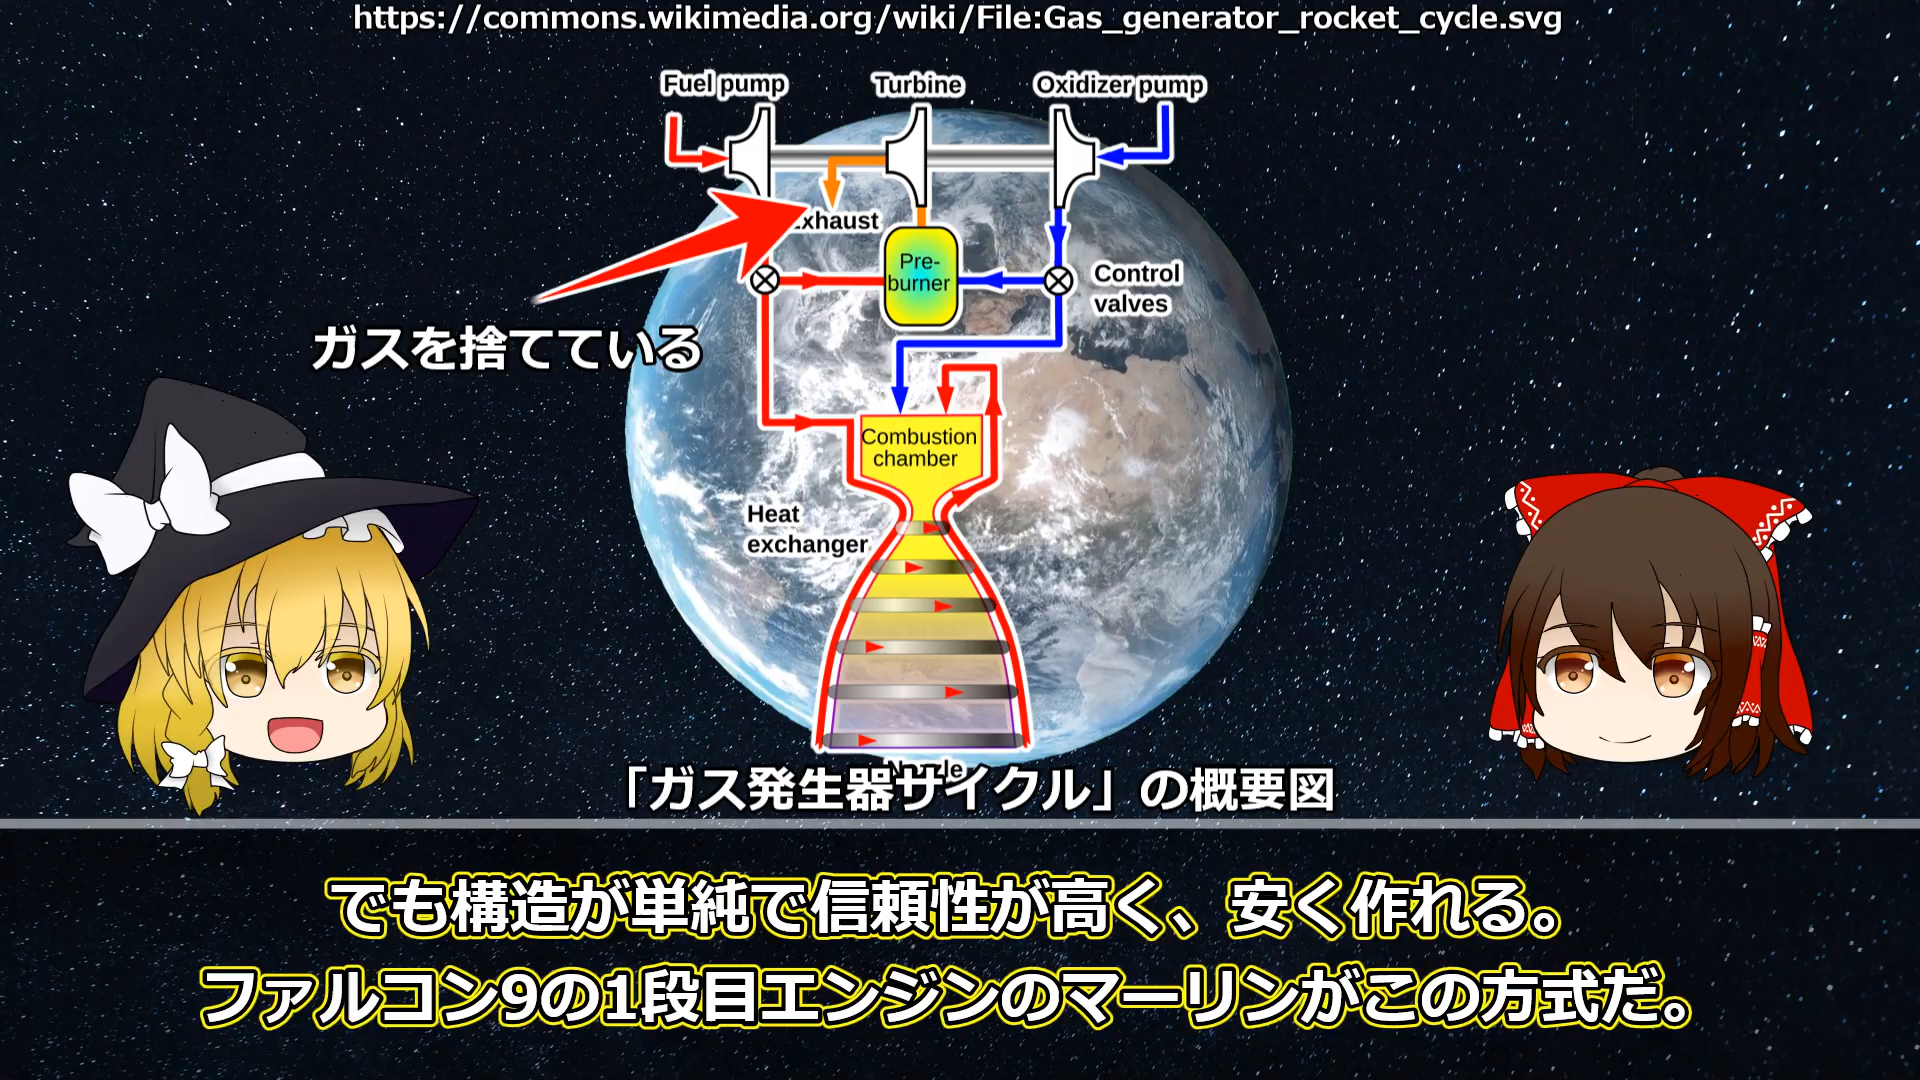 https://commons.wikimedia.org/wiki/File:Gas_generator_rocket_cycle.svg
Fuel pump
Turbine
Oxidizer pump
xhaust
Pre-
burner
Control
valves
ガスを捨てている
Combustion
chamber
Heat
exchanger
「ガス発生器サイクル」の概要図
でも構造が単純で信頼性が高く、安く作れる。
ファルコン9の1段目エンジンのマーリンがこの方式だ。